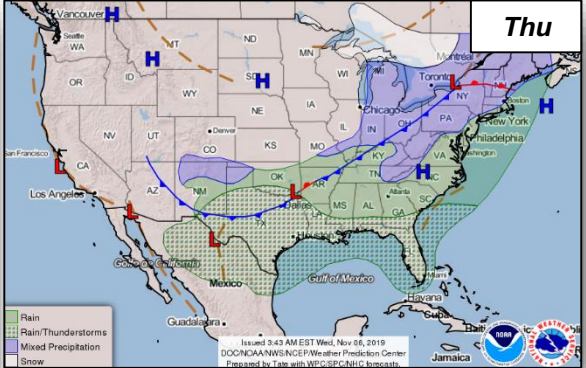 Thu
Vancouver
H
Seattle
WA
MT
ND
MN
Montréal
H
OR
ID
SD
H
WI
MI
Toronto
L
NY
Boston
WY
NE
IA
Chicago
New York
H
NV
UT
Denver
CO
KS
MO
IL
IN
OH
PA
Philadelphia
San Francisco
CA
KY
VA
Washington
L
AZ
NM
OK
AR
TN
H
NC
Los Angeles
L
L
Dallas
MS
AL
Atlanta
GA
SC
TX
LA
L
Houston
FL
Golfo de California
Mexico
Gulf of Mexico
Miami
Havana
Cuba
Guadalajara
Jamaica
Rain
Rain/Thunderstorms
Mixed Precipitation
Snow
Issued 3:43 AM EST Wed, Nov 06, 2019
DOC/NOAA/NWS/NCEP/Weather Prediction Center
Prepared by Tate with WPC/SPC/NHC forecasts.
NOAA